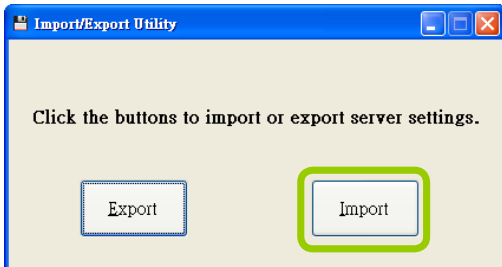 Import/Export Utility
Click the buttons to import or export server settings.
Export
Import